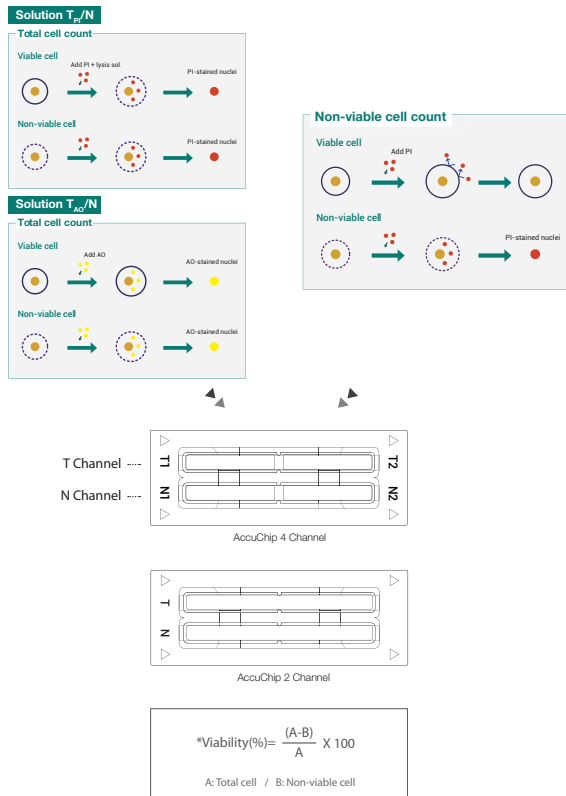 Solution T_PI/N
Total cell count
Viable cell
Add PI + lysis sol.
PI-stained nuclei
Non-viable cell
PI-stained nuclei
Solution T_AO/N
Total cell count
Viable cell
Add AO
AO-stained nuclei
Non-viable cell
AO-stained nuclei
Non-viable cell count
Viable cell
Add PI
Non-viable cell
PI-stained nuclei
T Channel
N Channel
T1
T2
N1
N2
AccuChip 4 Channel
T
N
AccuChip 2 Channel
*Viability(%)= (A-B) / A X 100
A: Total cell / B: Non-viable cell